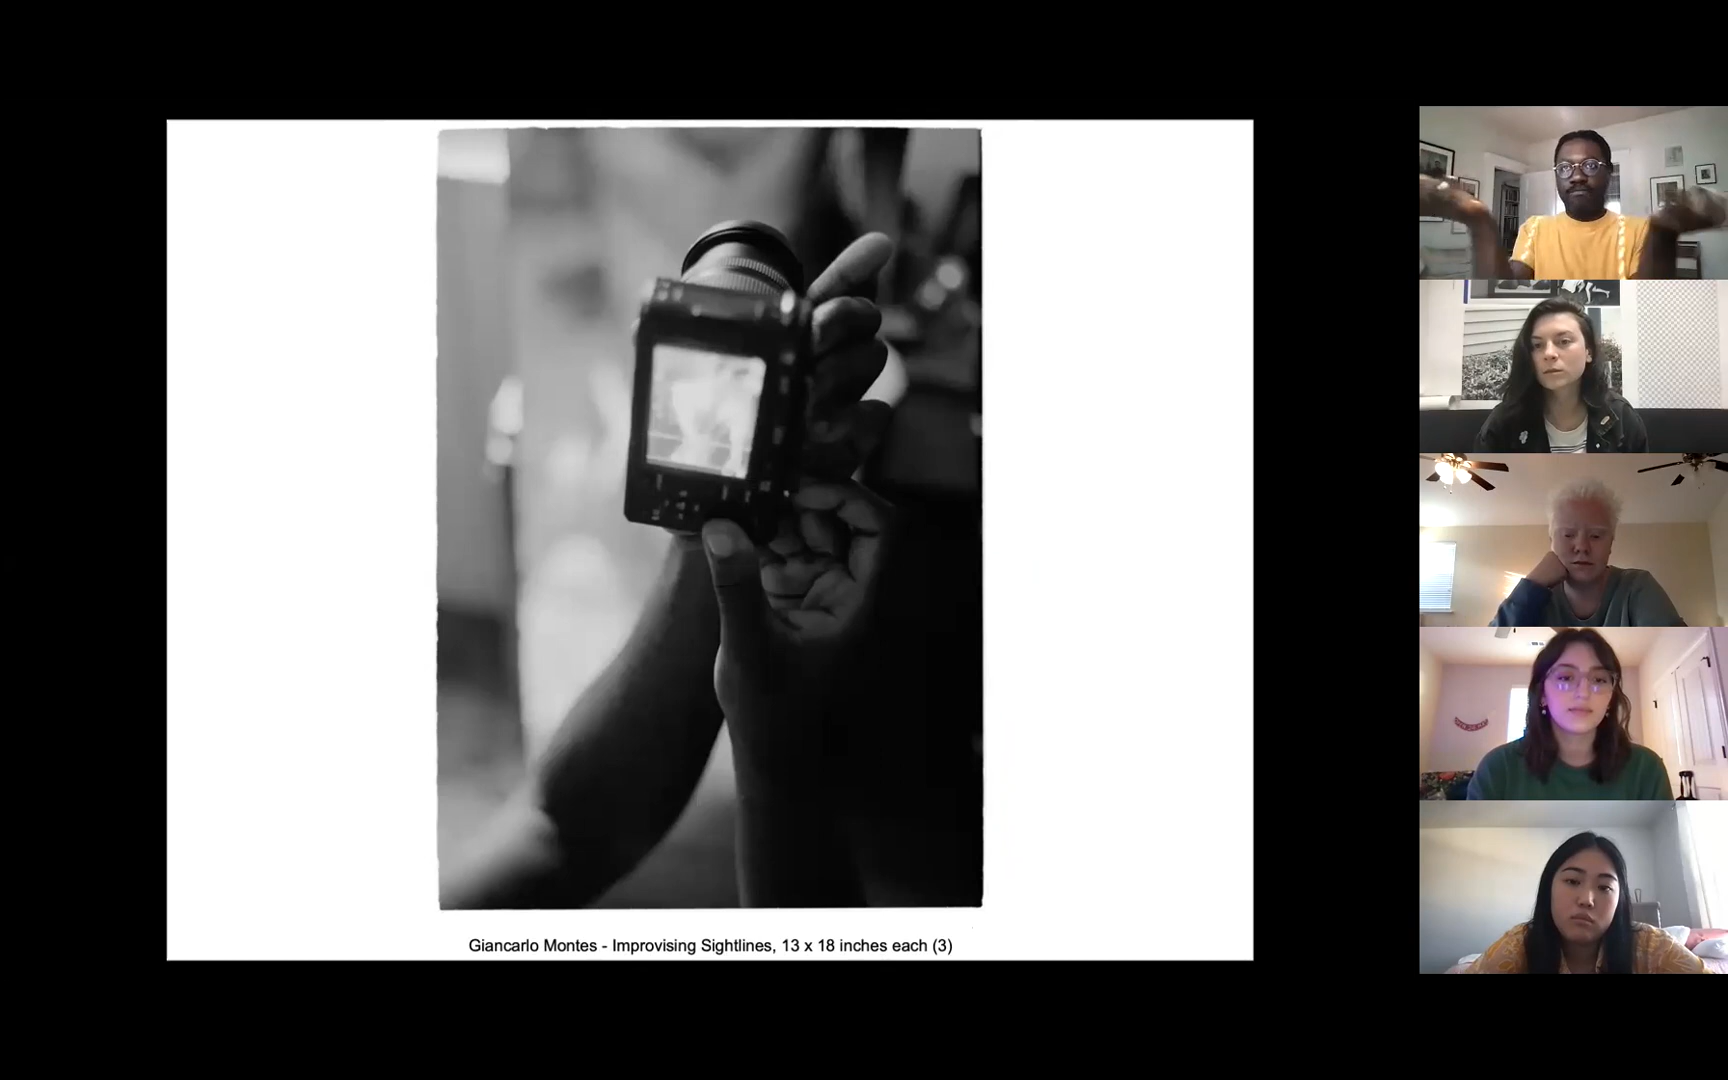 Giancarlo Montes - Improvising Sightlines, 13 x 18 inches each (3)